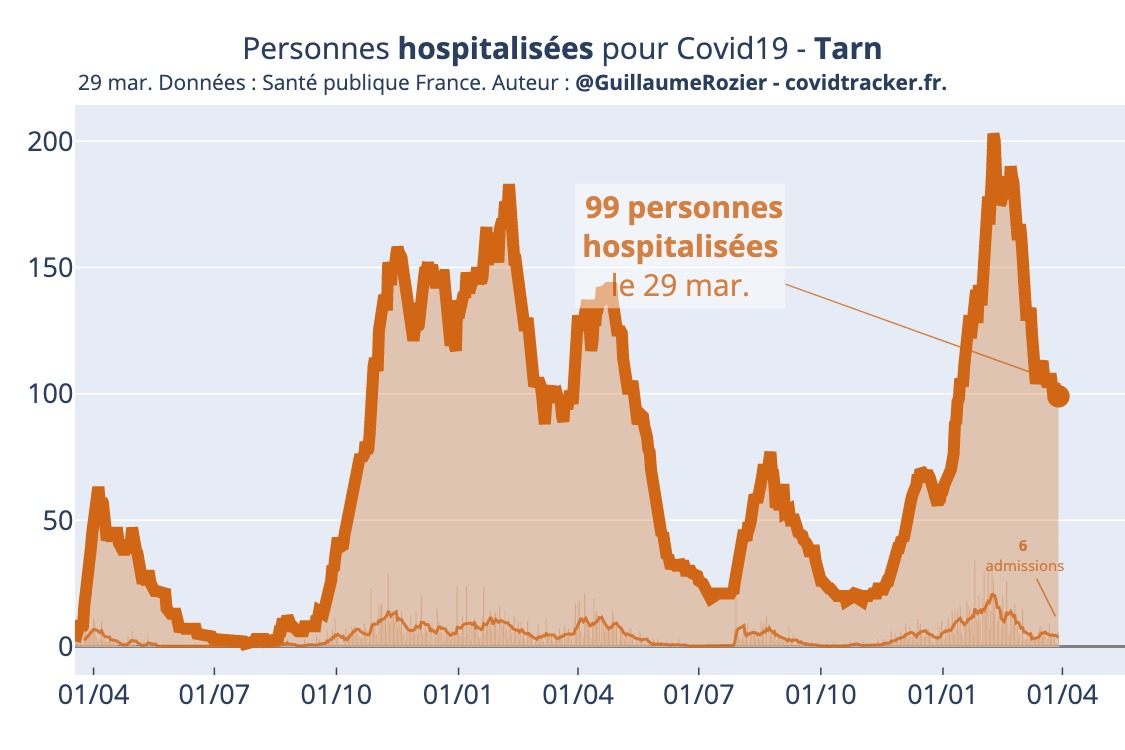 Personnes hospitalisées pour Covid19 - Tarn
29 mar. Données : Santé publique France. Auteur : @GuillaumeRozier - covidtracker.fr.
200
150
100
50
0
99 personnes
hospitalisées
le 29 mar.
6
admissions
01/04
01/07
01/10
01/01
01/04
01/07
01/10
01/01
01/04